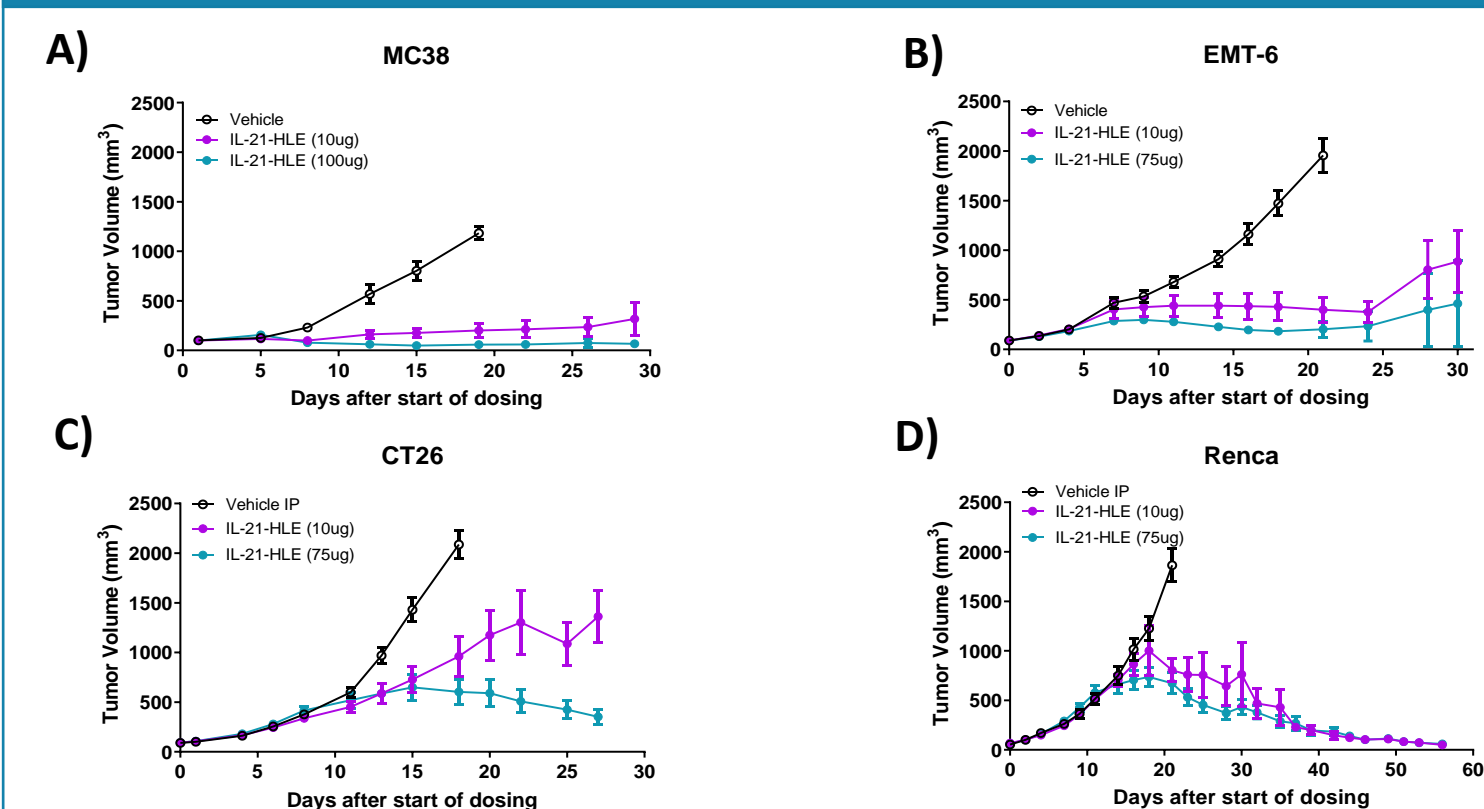 A)
MC38
Vehicle
IL-21-HLE (10ug)
IL-21-HLE (100ug)
Tumor Volume (mm³)
2500
2000
1500
1000
500
0
0 5 10 15 20 25 30
Days after start of dosing
B)
EMT-6
Vehicle
IL-21-HLE (10ug)
IL-21-HLE (75ug)
Tumor Volume (mm³)
2500
2000
1500
1000
500
0
0 5 10 15 20 25 30
Days after start of dosing
C)
CT26
Vehicle IP
IL-21-HLE (10ug)
IL-21-HLE (75ug)
Tumor Volume (mm³)
2500
2000
1500
1000
500
0
0 5 10 15 20 25 30
Days after start of dosing
D)
Renca
Vehicle IP
IL-21-HLE (10ug)
IL-21-HLE (75ug)
Tumor Volume (mm³)
2500
2000
1500
1000
500
0
0 10 20 30 40 50 60
Days after start of dosing